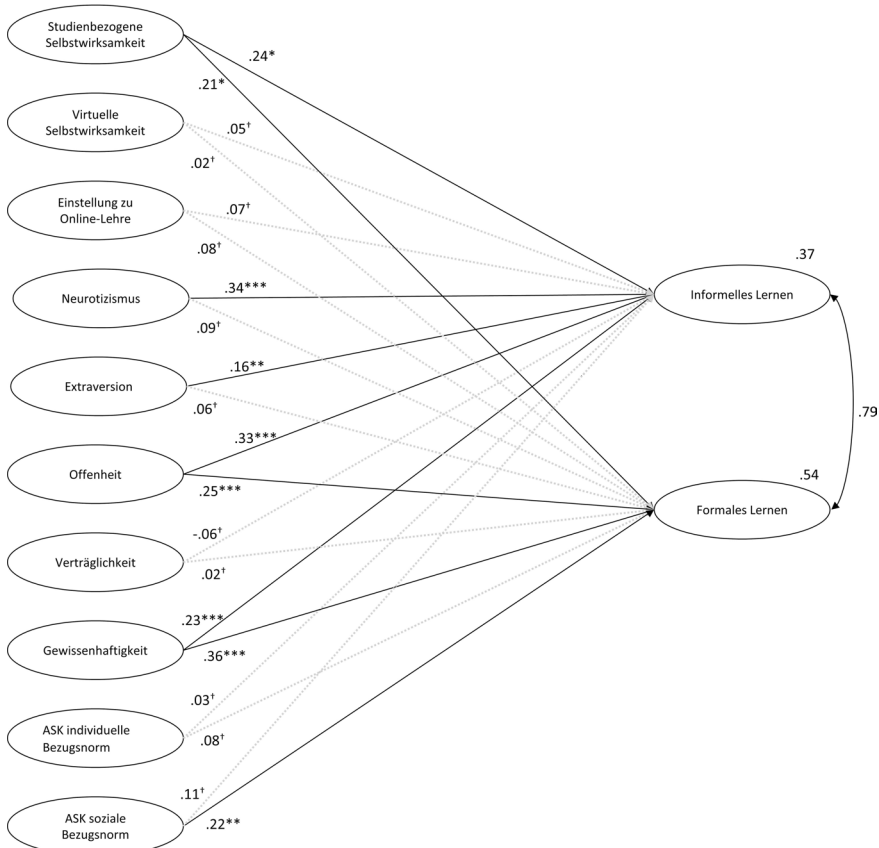 Studienbezogene
Selbstwirksamkeit
.24*
.21*
Virtuelle
Selbstwirksamkeit
.05†
.02†
Einstellung zu
Online-Lehre
.07†
.08†
.37
Neurotizismus
.34***
Informelles Lernen
.09†
Extraversion
.16**
.06†
.79
.33***
Offenheit
.25***
.54
Formales Lernen
-.06†
Verträglichkeit
.02†
.23***
Gewissenhaftigkeit
.36***
.03†
ASK individuelle
Bezugsnorm
.08†
.11†
ASK soziale
Bezugsnorm
.22**